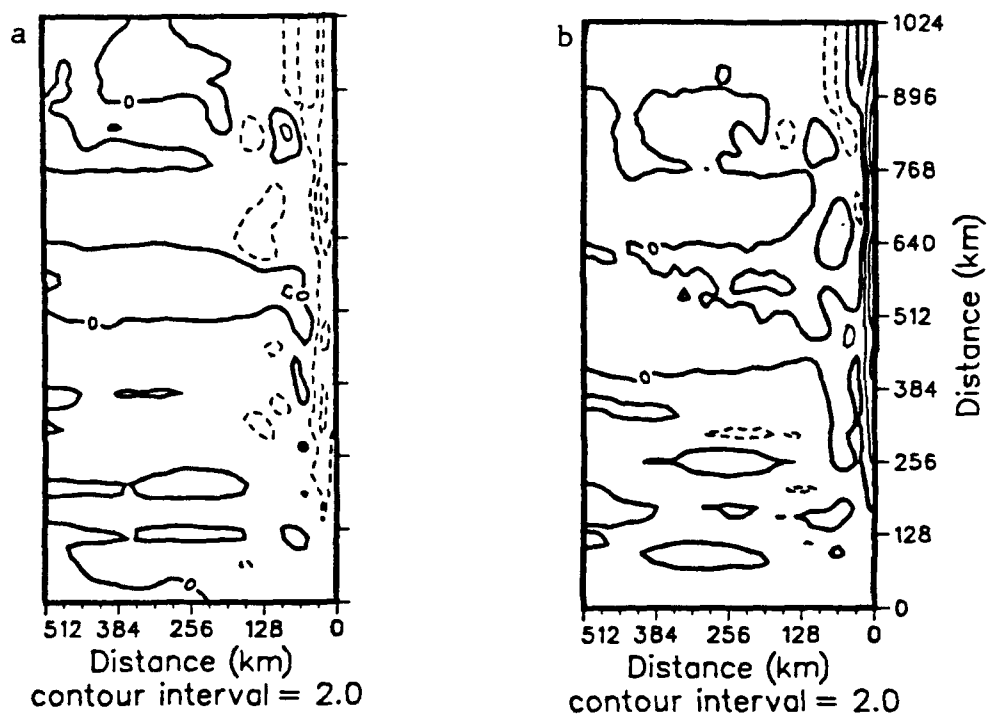 a
0
0
0
0
0
512 384 256 128 0
Distance (km)
contour interval = 2.0
b
0
0
1024
896
768
640
512
384
256
128
0
Distance (km)
512 384 256 128 0
Distance (km)
contour interval = 2.0